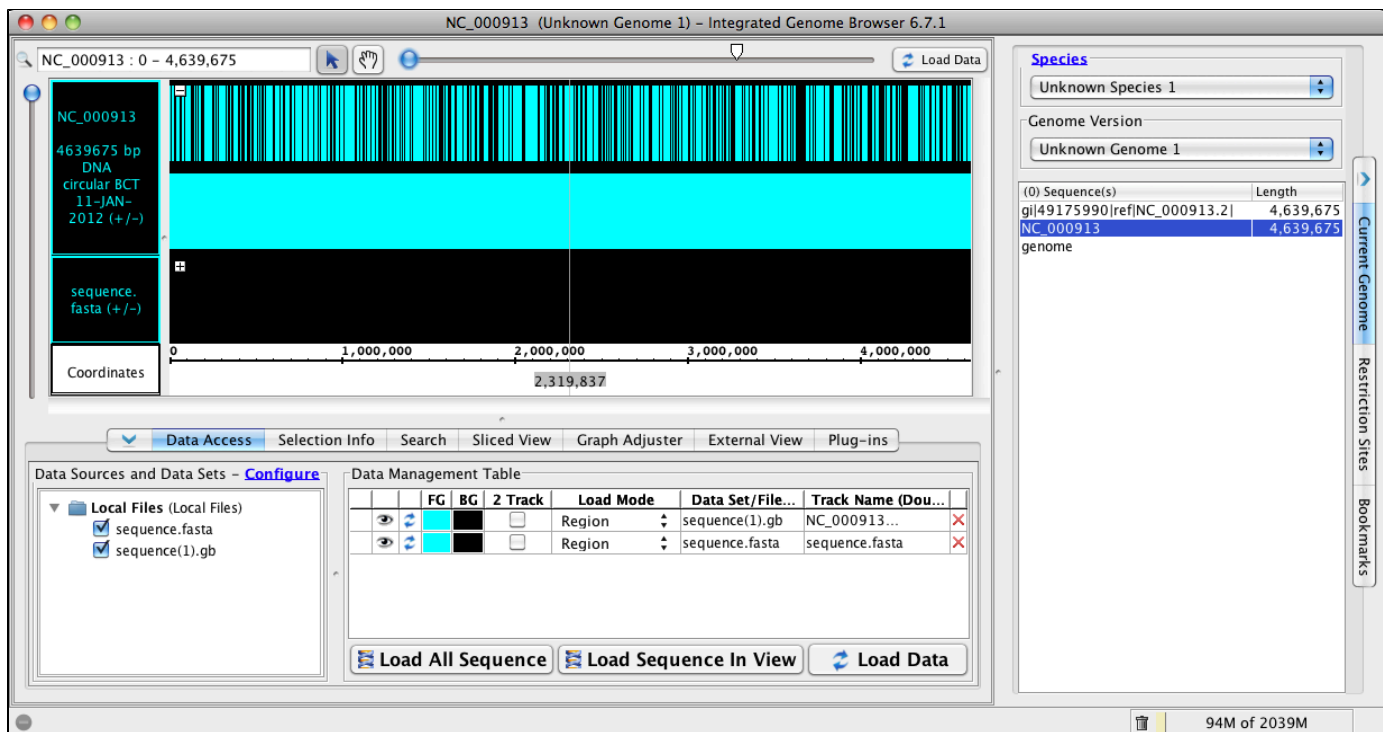 NC_000913  (Unknown Genome 1) – Integrated Genome Browser 6.7.1
NC_000913 : 0 – 4,639,675
Load Data
NC_000913
4639675 bp
DNA
circular BCT
11-JAN-
2012 (+/-)
sequence.
fasta (+/-)
Coordinates
0 1,000,000 2,000,000 3,000,000 4,000,000
2,319,837
Data Access Selection Info Search Sliced View Graph Adjuster External View Plug-ins
Data Sources and Data Sets – Configure
Local Files (Local Files)
sequence.fasta
sequence(1).gb
Data Management Table
FG BG 2 Track Load Mode Data Set/File... Track Name (Dou...
Region sequence(1).gb NC_000913...
Region sequence.fasta sequence.fasta
Load All Sequence Load Sequence In View Load Data
Species
Unknown Species 1
Genome Version
Unknown Genome 1
(0) Sequence(s) Length
gi|49175990|ref|NC_000913.2| 4,639,675
NC_000913 4,639,675
genome
Current Genome
Restriction Sites
Bookmarks
94M of 2039M